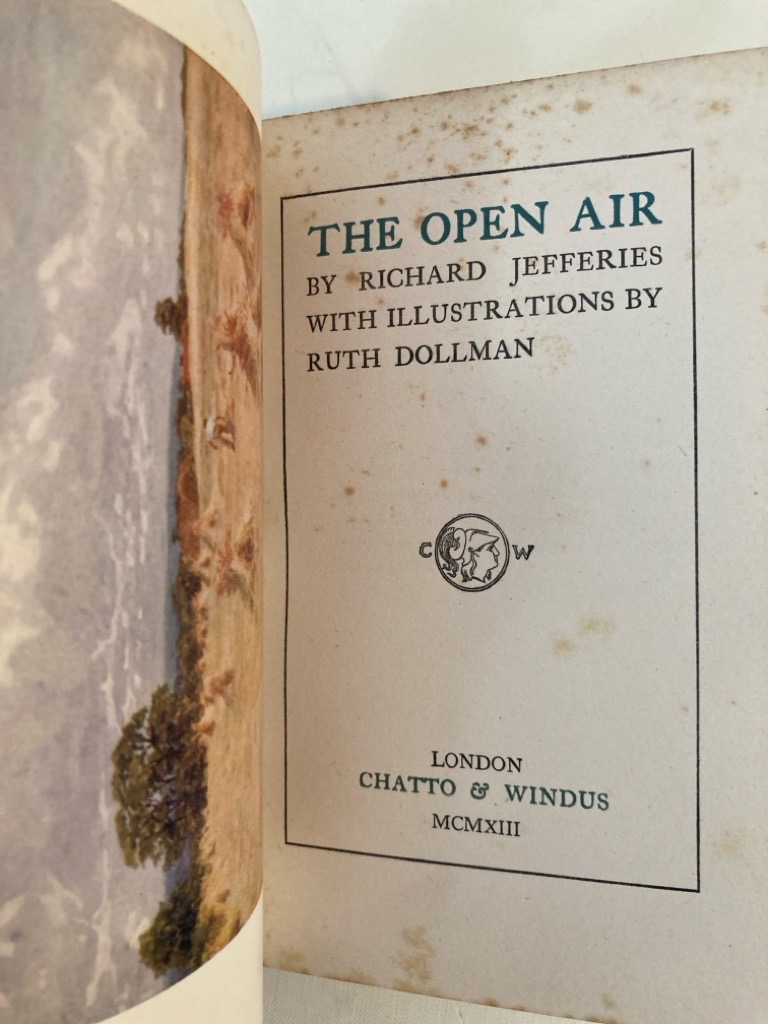 THE OPEN AIR
BY RICHARD JEFFERIES
WITH ILLUSTRATIONS BY
RUTH DOLLMAN
C W
LONDON
CHATTO & WINDUS
MCMXIII